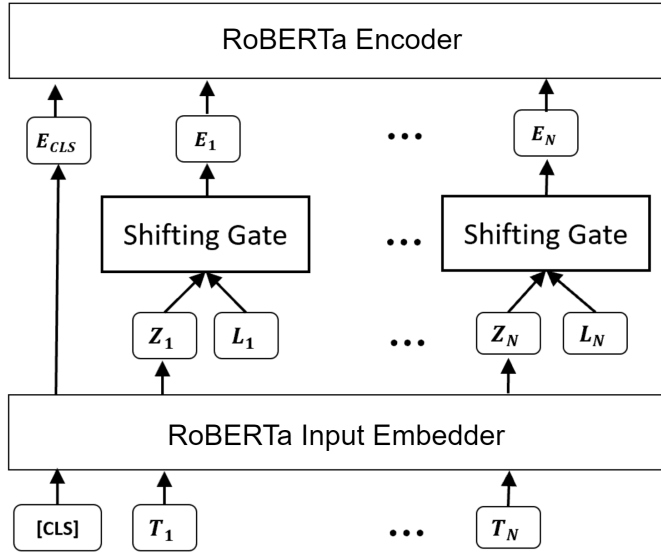 RoBERTa Encoder
E_CLS E_1 ... E_N
Shifting Gate ... Shifting Gate
Z_1 L_1 ... Z_N L_N
RoBERTa Input Embedder
[CLS] T_1 ... T_N